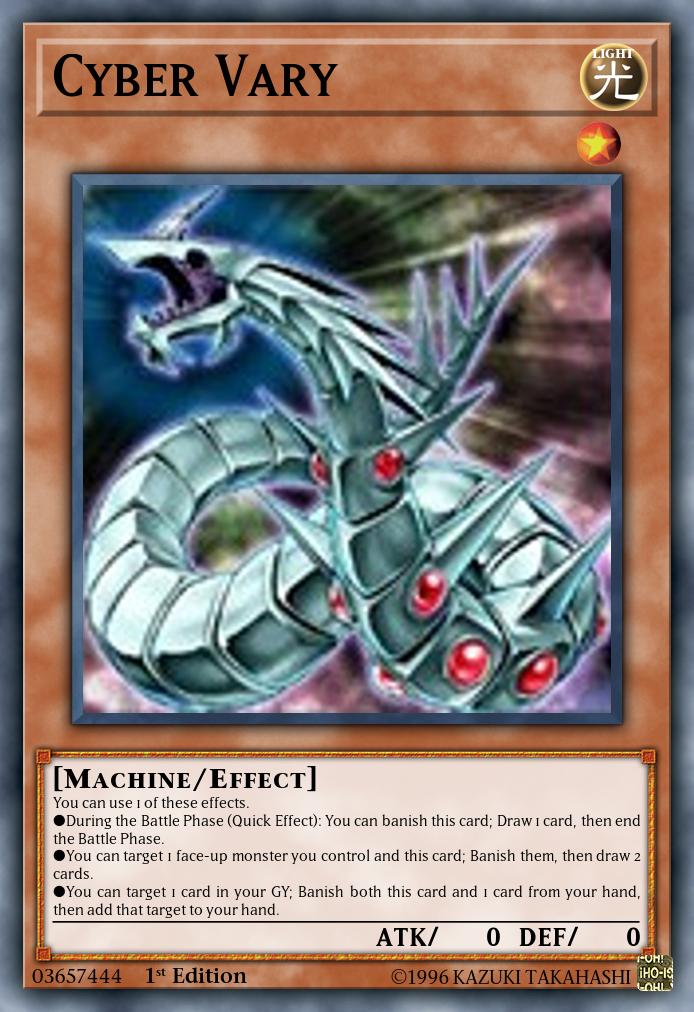 CYBER VARY
LIGHT
光
[MACHINE/EFFECT]
You can use 1 of these effects.
●During the Battle Phase (Quick Effect): You can banish this card; Draw 1 card, then end
the Battle Phase.
●You can target 1 face-up monster you control and this card; Banish them, then draw 2
cards.
●You can target 1 card in your GY; Banish both this card and 1 card from your hand,
then add that target to your hand.
ATK/ 0 DEF/ 0
03657444 1st Edition ©1996 KAZUKI TAKAHASHI